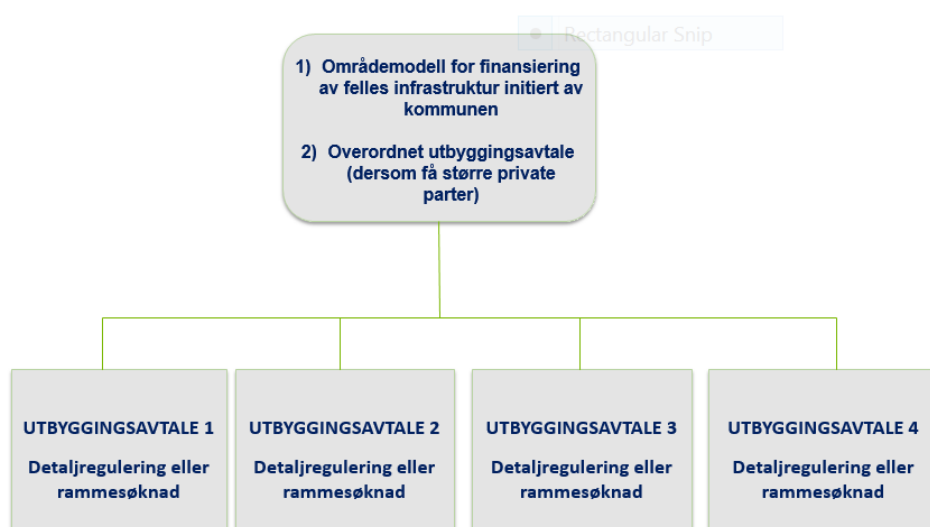 Rectangular Snip
1) Områdemodell for finansiering
av felles infrastruktur initiert av
kommunen
2) Overordnet utbyggingsavtale
(dersom få større private
parter)
UTBYGGINGSAVTALE 1
Detaljregulering eller
rammesøknad
UTBYGGINGSAVTALE 2
Detaljregulering eller
rammesøknad
UTBYGGINGSAVTALE 3
Detaljregulering eller
rammesøknad
UTBYGGINGSAVTALE 4
Detaljregulering eller
rammesøknad